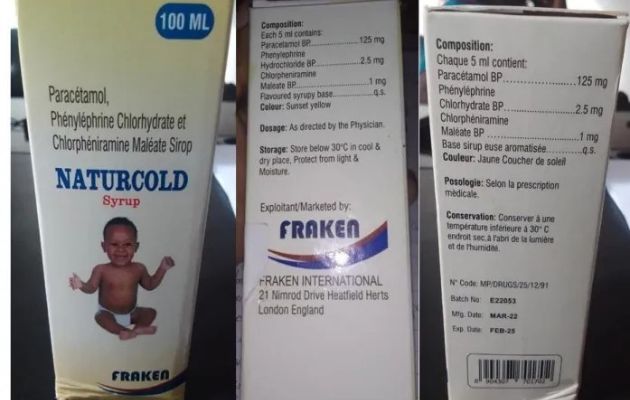 100 ML
Paracétamol,
Phényléphrine Chlorhydrate et
Chlorphéniramine Maléate Sirop
NATURCOLD
Syrup
FRAKEN
Composition:
Each 5 ml contains:
Paracetamol BP..................125 mg
Phenylephrine
Hydrochloride BP..................2.5 mg
Chlorpheniramine
Maleate BP..................1 mg
Flavoured syrupy base..................q.s.
Colour: Sunset yellow
Dosage: As directed by the Physician.
Storage: Store below 30°C in cool &
dry place, Protect from light &
Moisture.
Exploitant/Marketed by:
FRAKEN
FRAKEN INTERNATIONAL
21 Nimrod Drive Heatfield Herts
London England
Composition:
Chaque 5 ml contient:
Paracétamol BP..................125 mg
Phényléphrine
Chlorhydrate BP..................2.5 mg
Chlorphéniramine
Maléate BP..................1 mg
Base sirop euse aromatisée..................q.s.
Couleur: Jaune Coucher de soleil
Posologie: Selon la prescription
médicale.
Conservation: Conserver à une
température inférieure à 30° C
endroit sec, à l'abri de la lumière
et de l'humidité.
N° Code: MP/DRUGS/25/12/91
Batch No: E22053
Mfg. Date: MAR-22
Exp. Date: FEB-25